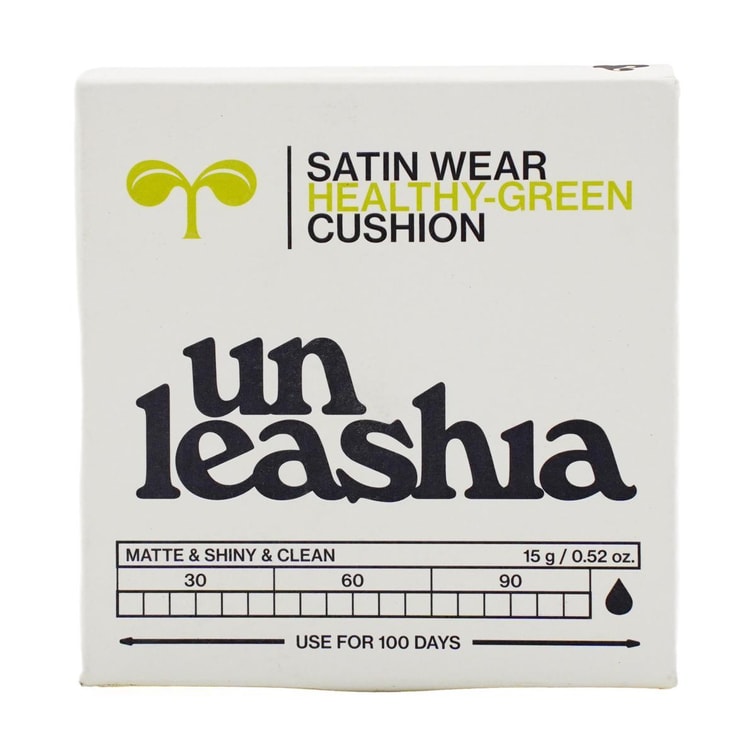 SATIN WEAR
HEALTHY-GREEN
CUSHION
un
leashia
MATTE & SHINY & CLEAN 15 g / 0.52 oz.
30 60 90
USE FOR 100 DAYS